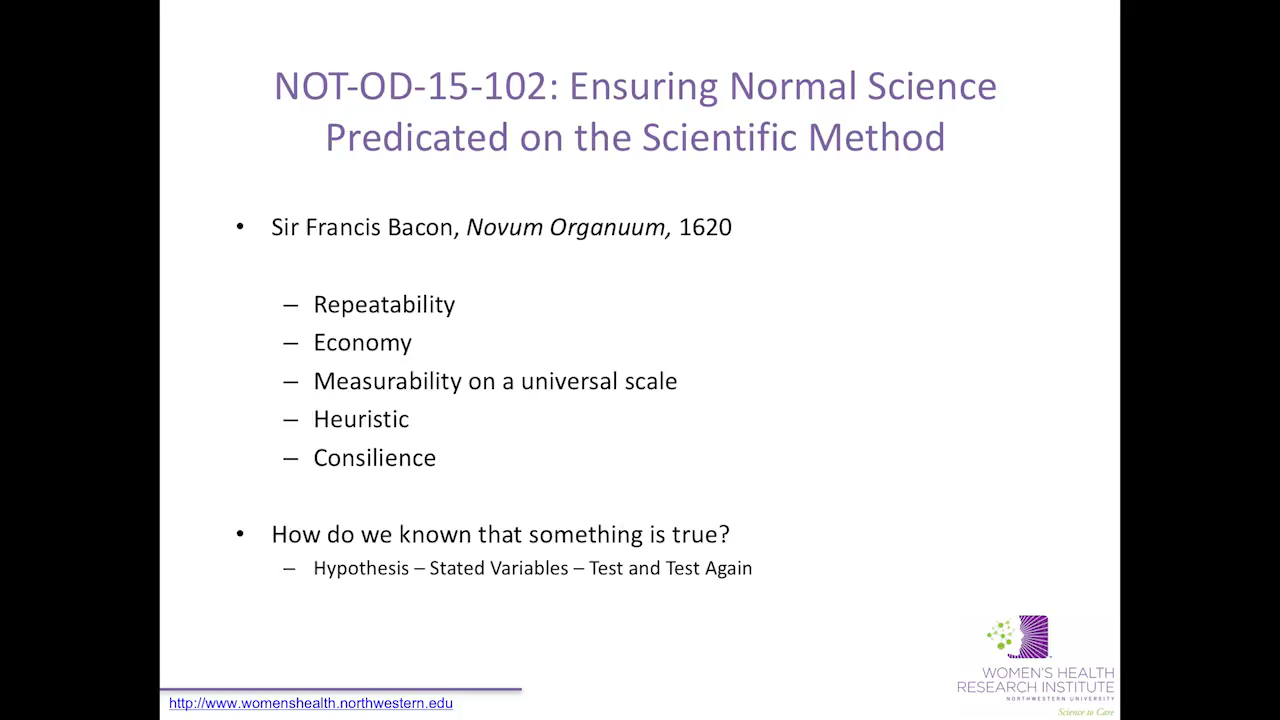 NOT-OD-15-102: Ensuring Normal Science
Predicated on the Scientific Method
• Sir Francis Bacon, Novum Organuum, 1620
– Repeatability
– Economy
– Measurability on a universal scale
– Heuristic
– Consilience
• How do we known that something is true?
– Hypothesis – Stated Variables – Test and Test Again
WOMEN'S HEALTH
RESEARCH INSTITUTE
NORTHWESTERN UNIVERSITY
Science to Care
http://www.womenshealth.northwestern.edu